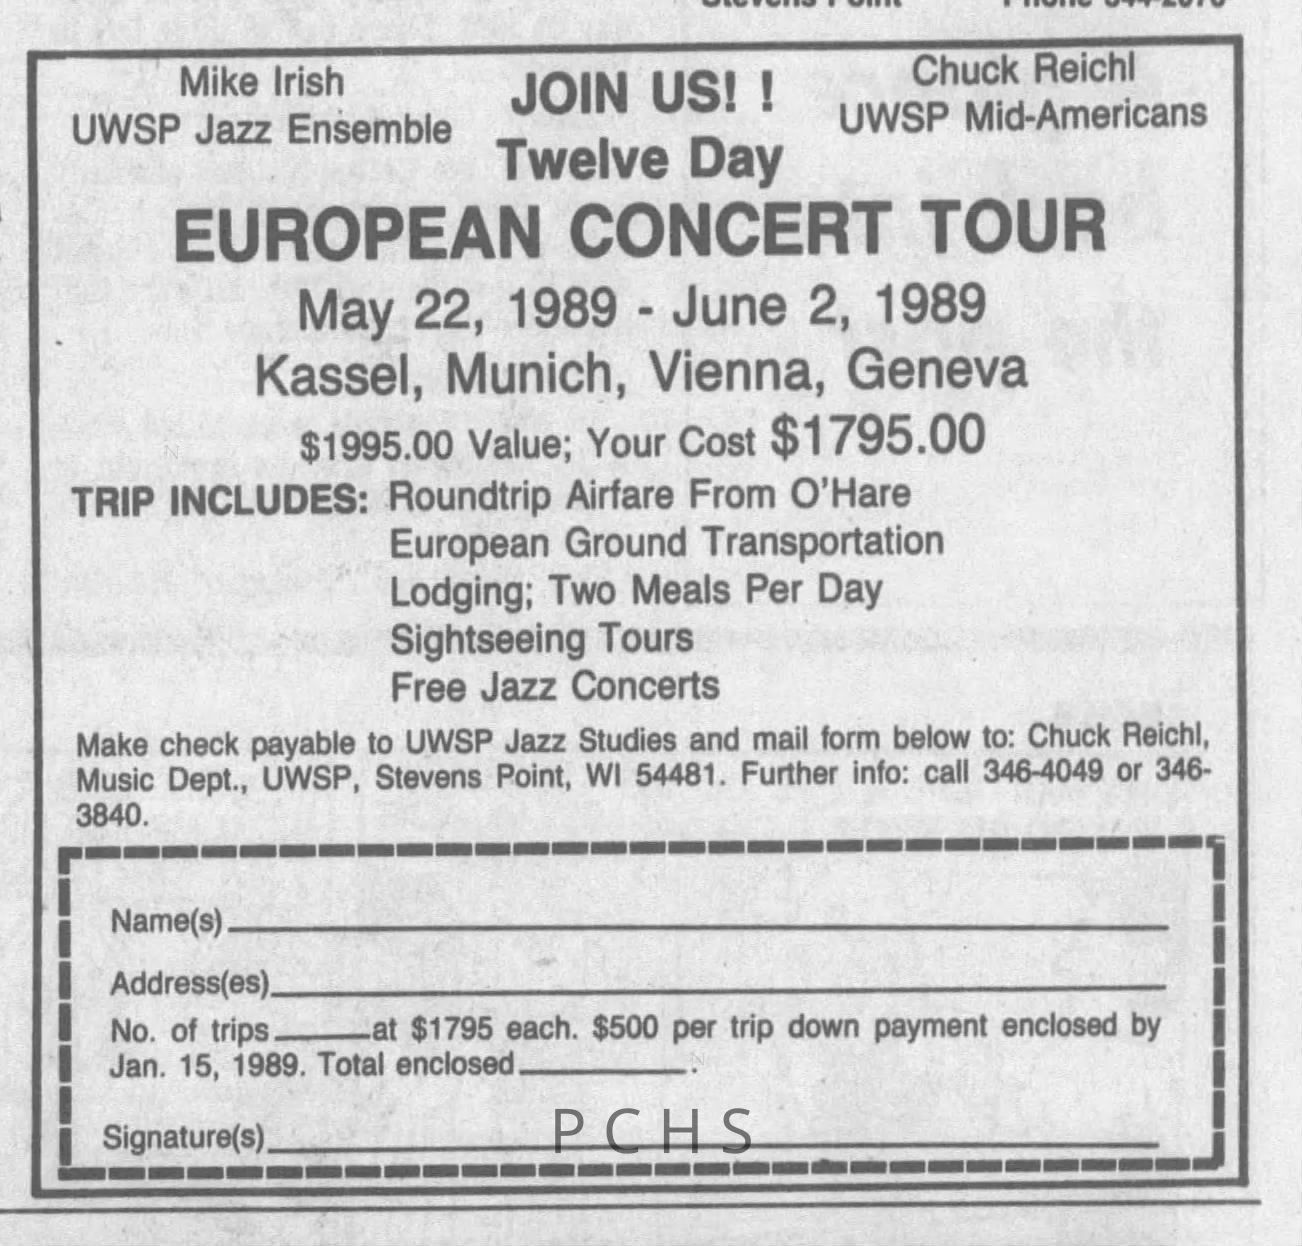 Stevens Point Phone
Mike Irish
UWSP Jazz Ensemble
JOIN US! !
Chuck Reichl
UWSP Mid-Americans
Twelve Day
EUROPEAN CONCERT TOUR
May 22, 1989 - June 2, 1989
Kassel, Munich, Vienna, Geneva
$1995.00 Value; Your Cost $1795.00
TRIP INCLUDES: Roundtrip Airfare From O'Hare
European Ground Transportation
Lodging; Two Meals Per Day
Sightseeing Tours
Free Jazz Concerts
Make check payable to UWSP Jazz Studies and mail form below to: Chuck Reichl,
Music Dept., UWSP, Stevens Point, WI 54481. Further info: call 346-4049 or 346-
3840.
Name(s)
Address(es)
No. of trips at $1795 each. $500 per trip down payment enclosed by
Jan. 15, 1989. Total enclosed .
Signature(s)
PCHS